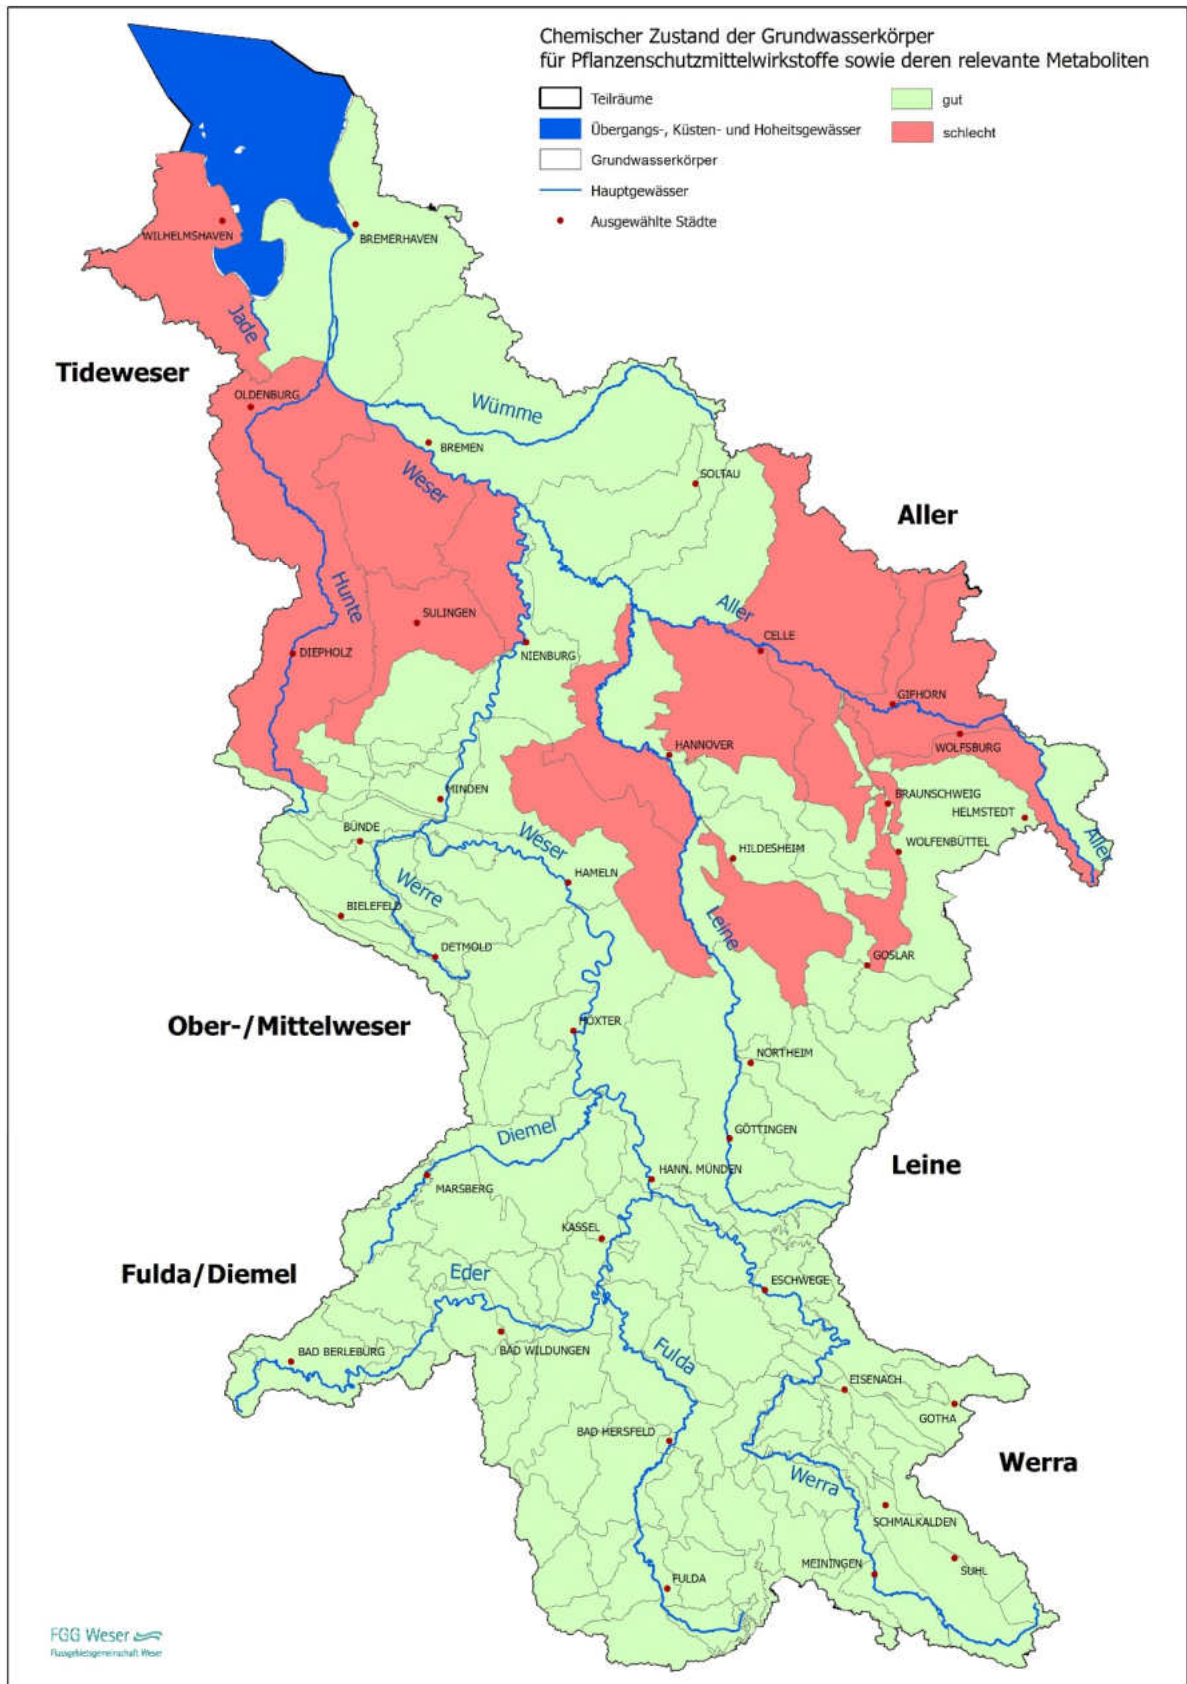 Chemischer Zustand der Grundwasserkörper
für Pflanzenschutzmittelwirkstoffe sowie deren relevante Metaboliten
Teilräume
gut
Übergangs-, Küsten- und Hoheitsgewässer
schlecht
Grundwasserkörper
Hauptgewässer
Ausgewählte Städte
WILHELMSHAVEN
BREMERHAVEN
Jade
Tideweser
OLDENBURG
Wümme
BREMEN
Weser
SOLTAU
Aller
Hunte
Aller
SULINGEN
CELLE
DIEPHOLZ
NIENBURG
GIFHORN
HANNOVER
WOLFSBURG
MINDEN
BRAUNSCHWEIG
HELMSTEDT
BÜNDE
Weser
HILDESHEIM
WOLFENBÜTTEL
Aller
HAMELN
Werre
BIELEFELD
Leine
DETMOLD
GOSLAR
Ober-/Mittelweser
HÖXTER
NORTHEIM
Diemel
GÖTTINGEN
Leine
MARSBERG
HANN. MÜNDEN
KASSEL
Fulda/Diemel
Eder
ESCHWEGE
BAD BERLEBURG
BAD WILDUNGEN
Fulda
EISENACH
GOTHA
BAD HERSFELD
Werra
Werra
SCHMALKALDEN
MEININGEN
SUHL
FULDA
FGG Weser
Flussgebietsgemeinschaft Weser